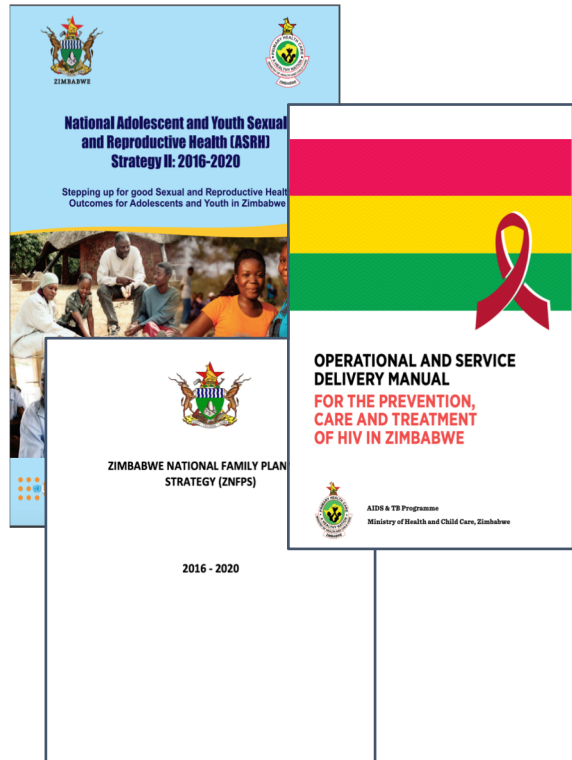 ZIMBABWE
National Adolescent and Youth Sexual
and Reproductive Health (ASRH)
Strategy II: 2016-2020
Stepping up for good Sexual and Reproductive Healt
Outcomes for Adolescents and Youth in Zimbabwe
OPERATIONAL AND SERVICE
DELIVERY MANUAL
FOR THE PREVENTION,
CARE AND TREATMENT
OF HIV IN ZIMBABWE
AIDS & TB Programme
Ministry of Health and Child Care, Zimbabwe
ZIMBABWE NATIONAL FAMILY PLAN
STRATEGY (ZNFPS)
2016 - 2020